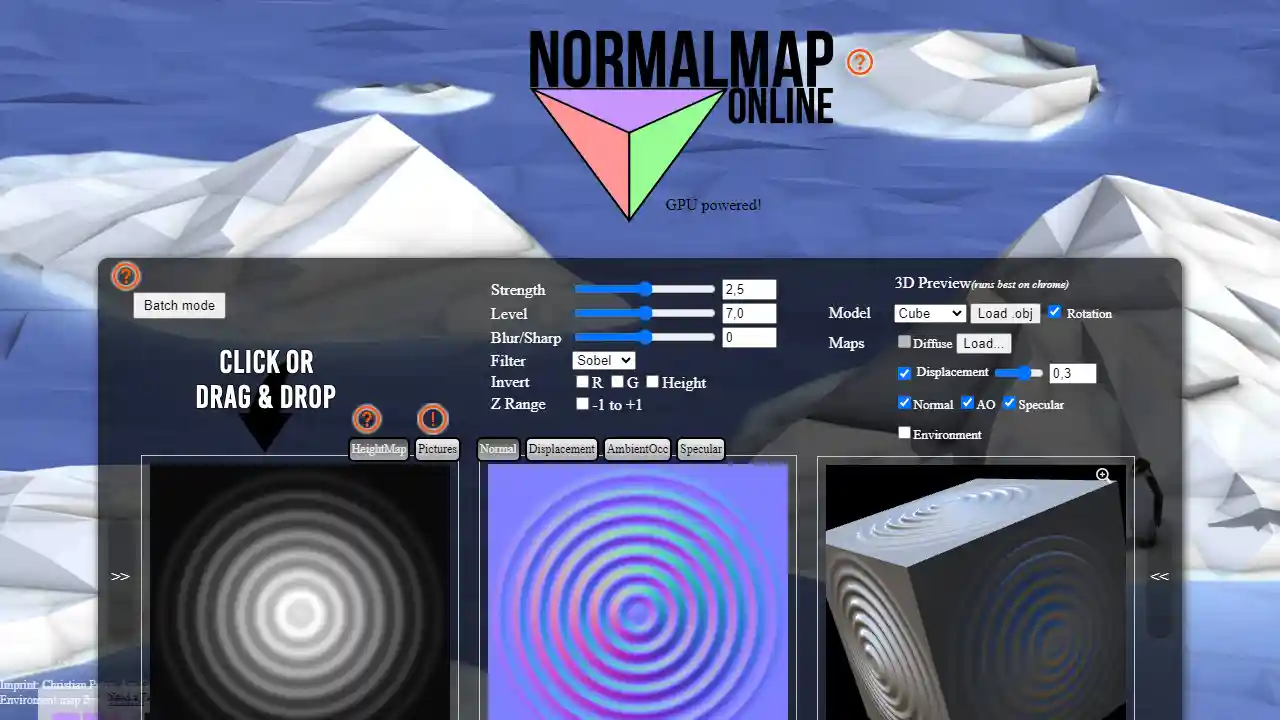 NORMALMAP
ONLINE
GPU powered!
Batch mode
CLICK OR
DRAG & DROP
HeightMap
Pictures
Strength 2,5
Level 7,0
Blur/Sharp 0
Filter Sobel
Invert R G Height
Z Range -1 to +1
Normal Displacement AmbientOcc Specular
3D Preview(runs best on chrome)
Model Cube Load .obj Rotation
Maps Diffuse Load...
Displacement 0,3
Normal AO Specular
Environment
>>
<<
Imprint: Christian